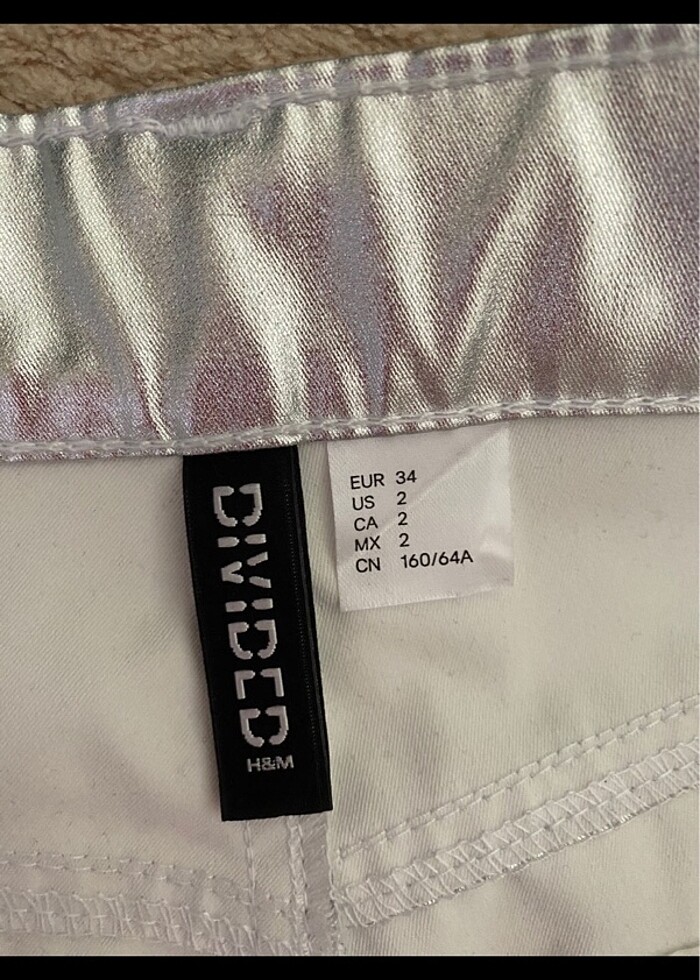 DIVIDED
H&M
EUR 34
US 2
CA 2
MX 2
CN 160/64A